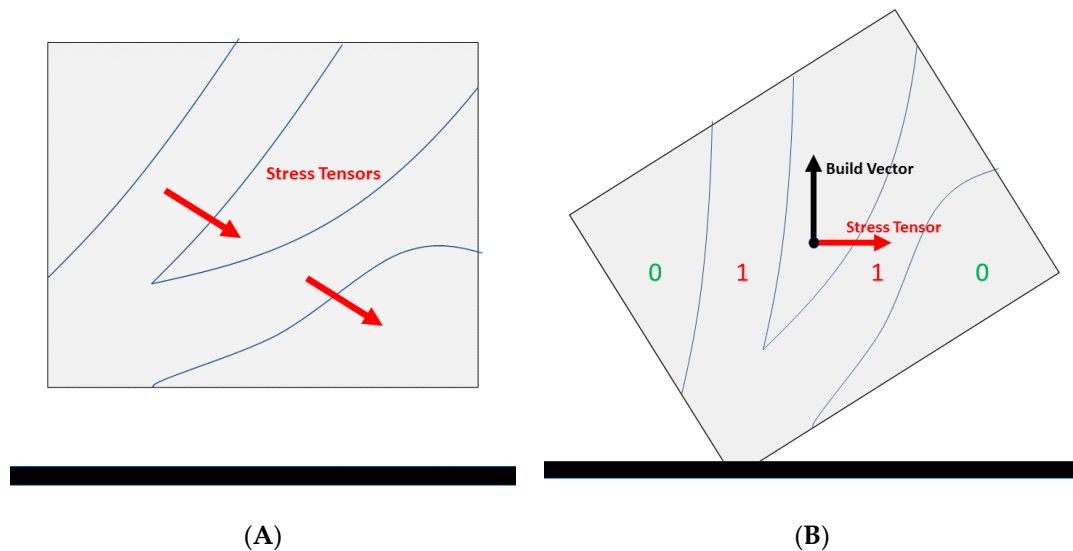 Stress Tensors
(A)
Build Vector
Stress Tensor
0 1 1 0
(B)